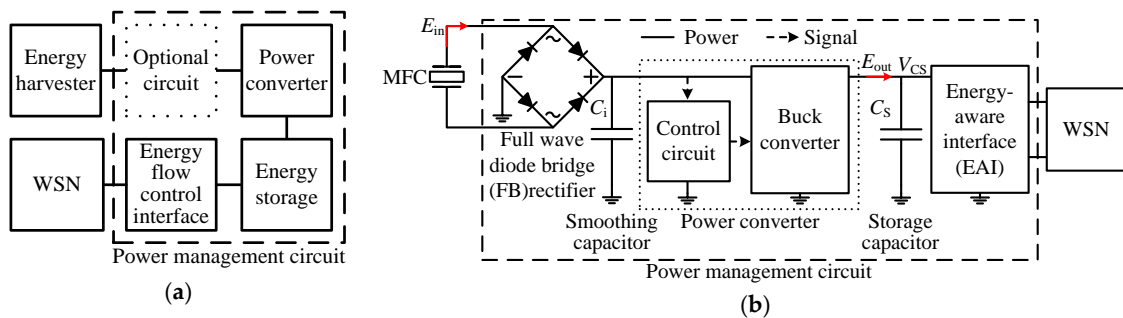 Energy
harvester
Optional
circuit
Power
converter
WSN
Energy
flow
control
interface
Energy
storage
Power management circuit
(a)
E_in
MFC
Full wave
diode bridge
(FB)rectifier
~
−
+
~
C_i
Smoothing
capacitor
Power
Signal
Control
circuit
Buck
converter
Power converter
E_out
V_CS
C_S
Storage
capacitor
Energy-
aware
interface
(EAI)
WSN
Power management circuit
(b)